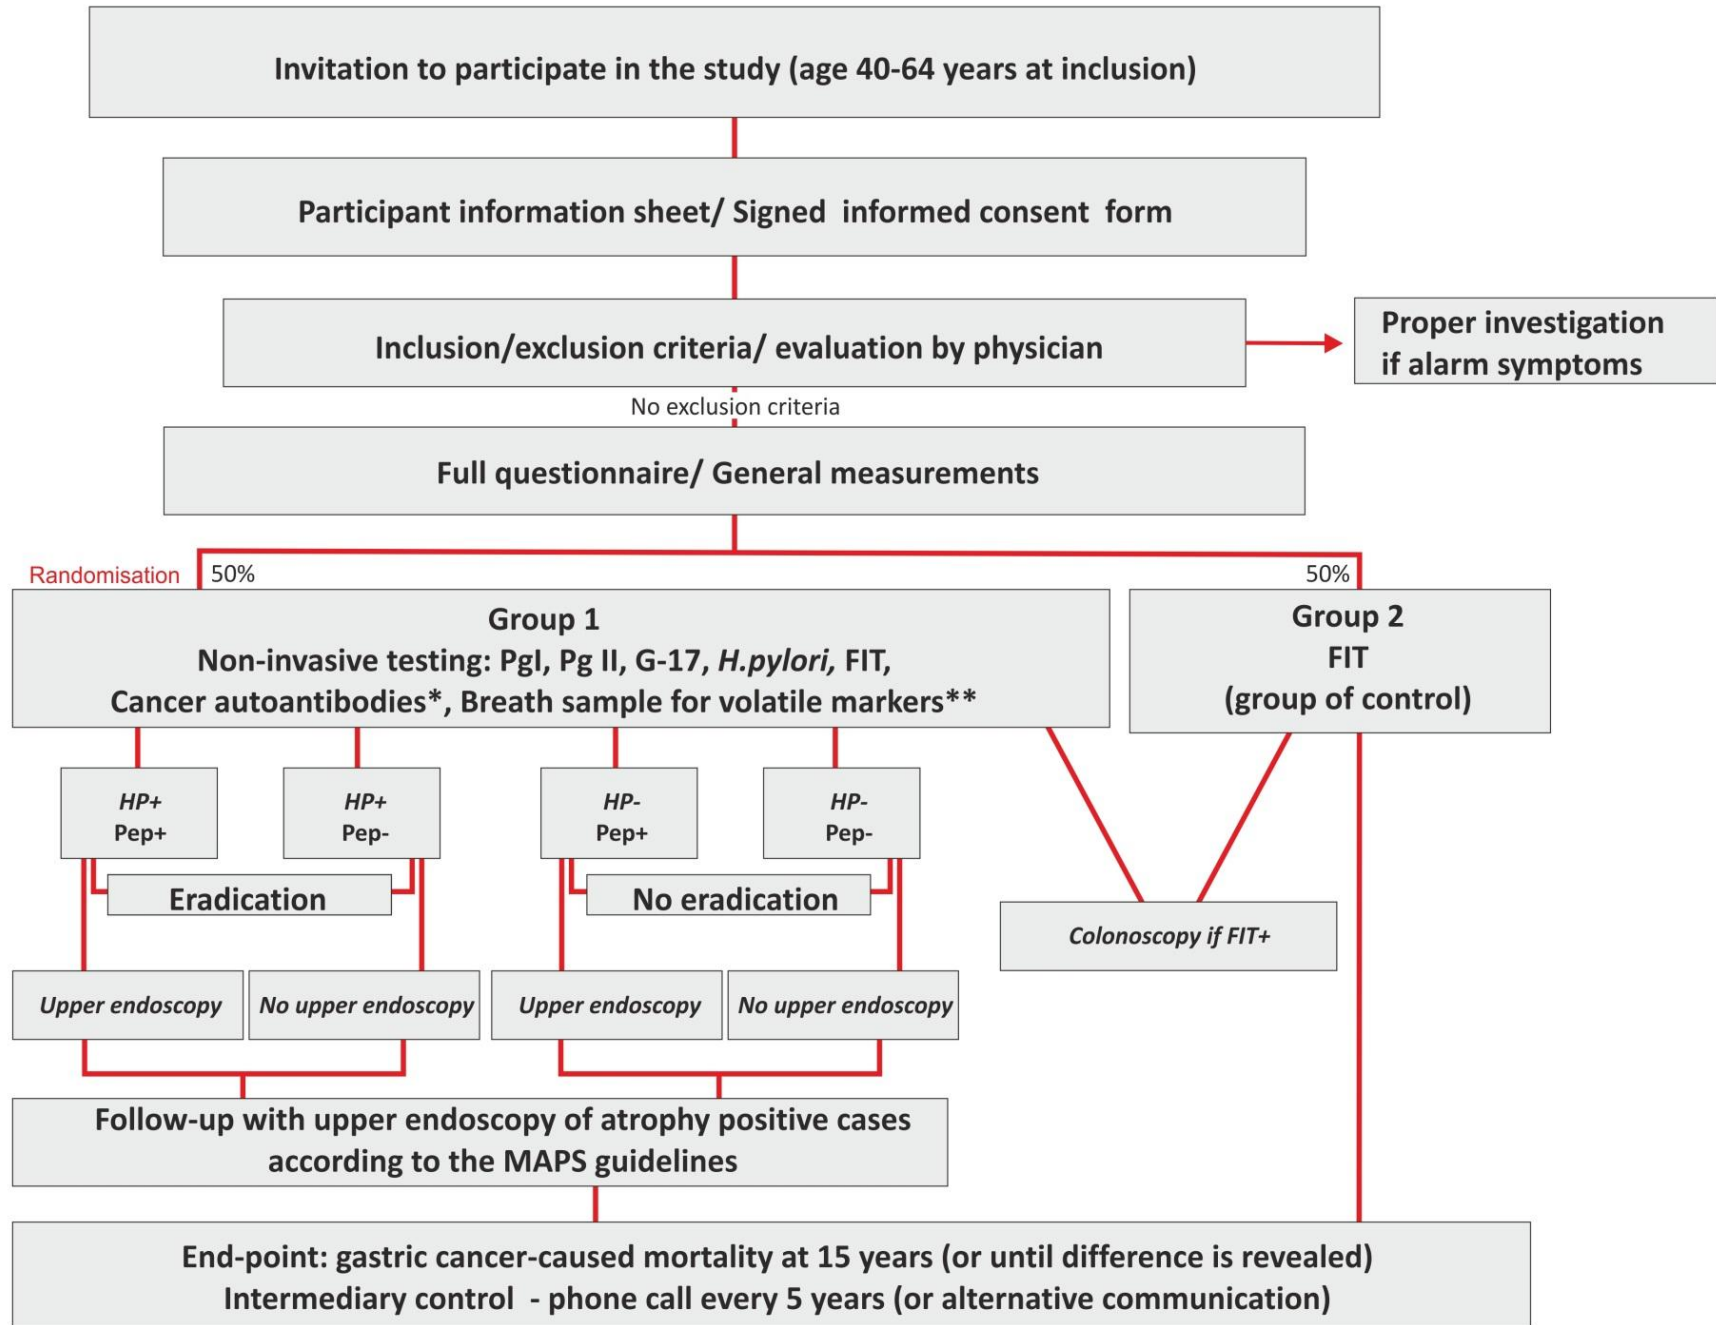 Invitation to participate in the study (age 40-64 years at inclusion)
Participant information sheet/ Signed informed consent form
Inclusion/exclusion criteria/ evaluation by physician
Proper investigation
if alarm symptoms
No exclusion criteria
Full questionnaire/ General measurements
Randomisation
50%
50%
Group 1
Non-invasive testing: PgI, Pg II, G-17, H.pylori, FIT,
Cancer autoantibodies*, Breath sample for volatile markers**
Group 2
FIT
(group of control)
HP+
Pep+
HP+
Pep-
HP-
Pep+
HP-
Pep-
Eradication
No eradication
Colonoscopy if FIT+
Upper endoscopy
No upper endoscopy
Upper endoscopy
No upper endoscopy
Follow-up with upper endoscopy of atrophy positive cases
according to the MAPS guidelines
End-point: gastric cancer-caused mortality at 15 years (or until difference is revealed)
Intermediary control - phone call every 5 years (or alternative communication)